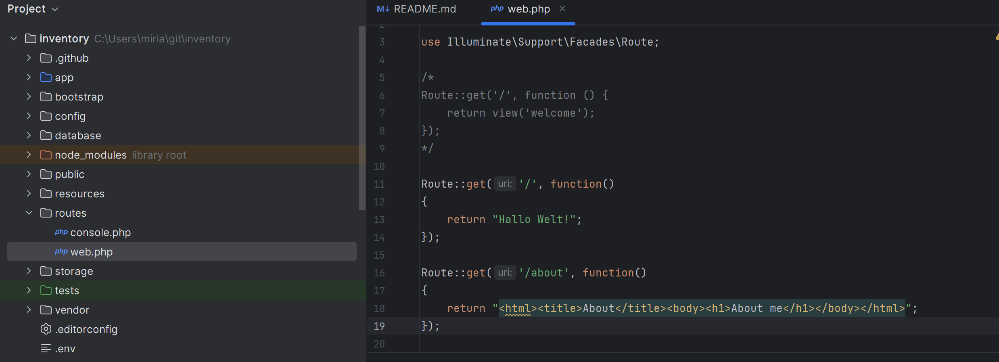 Project
inventory C:\Users\miria\git\inventory
.github
app
bootstrap
config
database
node_modules library root
public
resources
routes
php console.php
php web.php
storage
tests
vendor
.editorconfig
.env
M↓ README.md
php web.php
2
3 use Illuminate\Support\Facades\Route;
4
5 /*
6 Route::get('/', function () {
7     return view('welcome');
8 });
9 */
10
11 Route::get( uri: '/', function()
12 {
13     return "Hallo Welt!";
14 });
15
16 Route::get( uri: '/about', function()
17 {
18     return "<html><title>About</title><body><h1>About me</h1></body></html>";
19 });
20